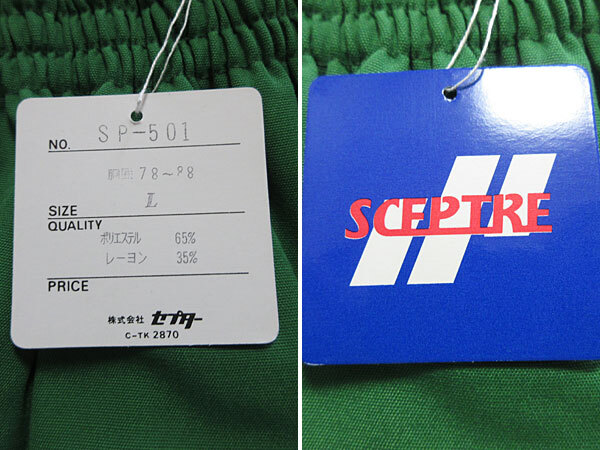 NO. SP-501
胴囲 78~88
SIZE L
QUALITY
ポリエステル 65%
レーヨン 35%
PRICE
株式会社 セプター
C-TK 2870
SCEPTRE